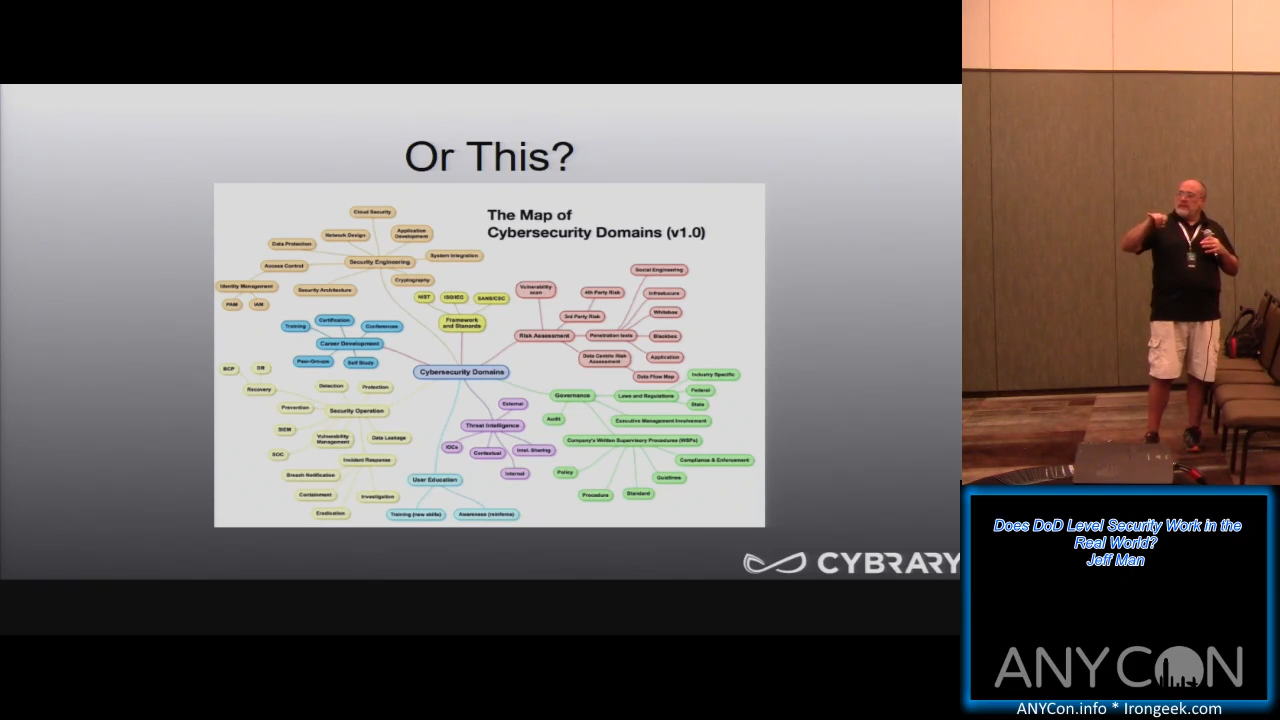 Or This?
The Map of
Cybersecurity Domains (v1.0)
Cloud Security
Network Design
Application
Development
Data Protection
System Integration
Access Control
Security Engineering
Cryptography
Identity Management
Security Architecture
PAM
IAM
NIST
ISO/IEC
SANS/CSC
Framework
and Stanards
Certification
Training
Conferences
Career Development
Peer-Groups
Self Study
Cybersecurity Domains
Social Engineering
Vulnerability
scan
4th Party Risk
Infrastucure
3rd Party Risk
Whitebox
Risk Assessment
Penetration tests
Blackbox
Data Centric Risk
Assessment
Application
Data Flow Map
BCP
DR
Recovery
Detection
Protection
Prevention
Security Operation
SIEM
Vulnerability
Management
Data Leakage
SOC
Incident Response
Breach Notification
Containment
Investigation
Eradication
External
Threat Intelligence
IOCs
Contextual
Intel. Sharing
Internal
User Education
Training (new skills)
Awareness (reinforce)
Industry Specific
Governance
Laws and Regulations
Federal
State
Audit
Executive Management Involvement
Company's Written Supervisory Procedures (WSPs)
Compliance & Enforcement
Policy
Guidlines
Procedure
Standard
CYBRARY
Does DoD Level Security Work in the
Real World?
Jeff Man
ANYCON
ANYCon.info * Irongeek.com